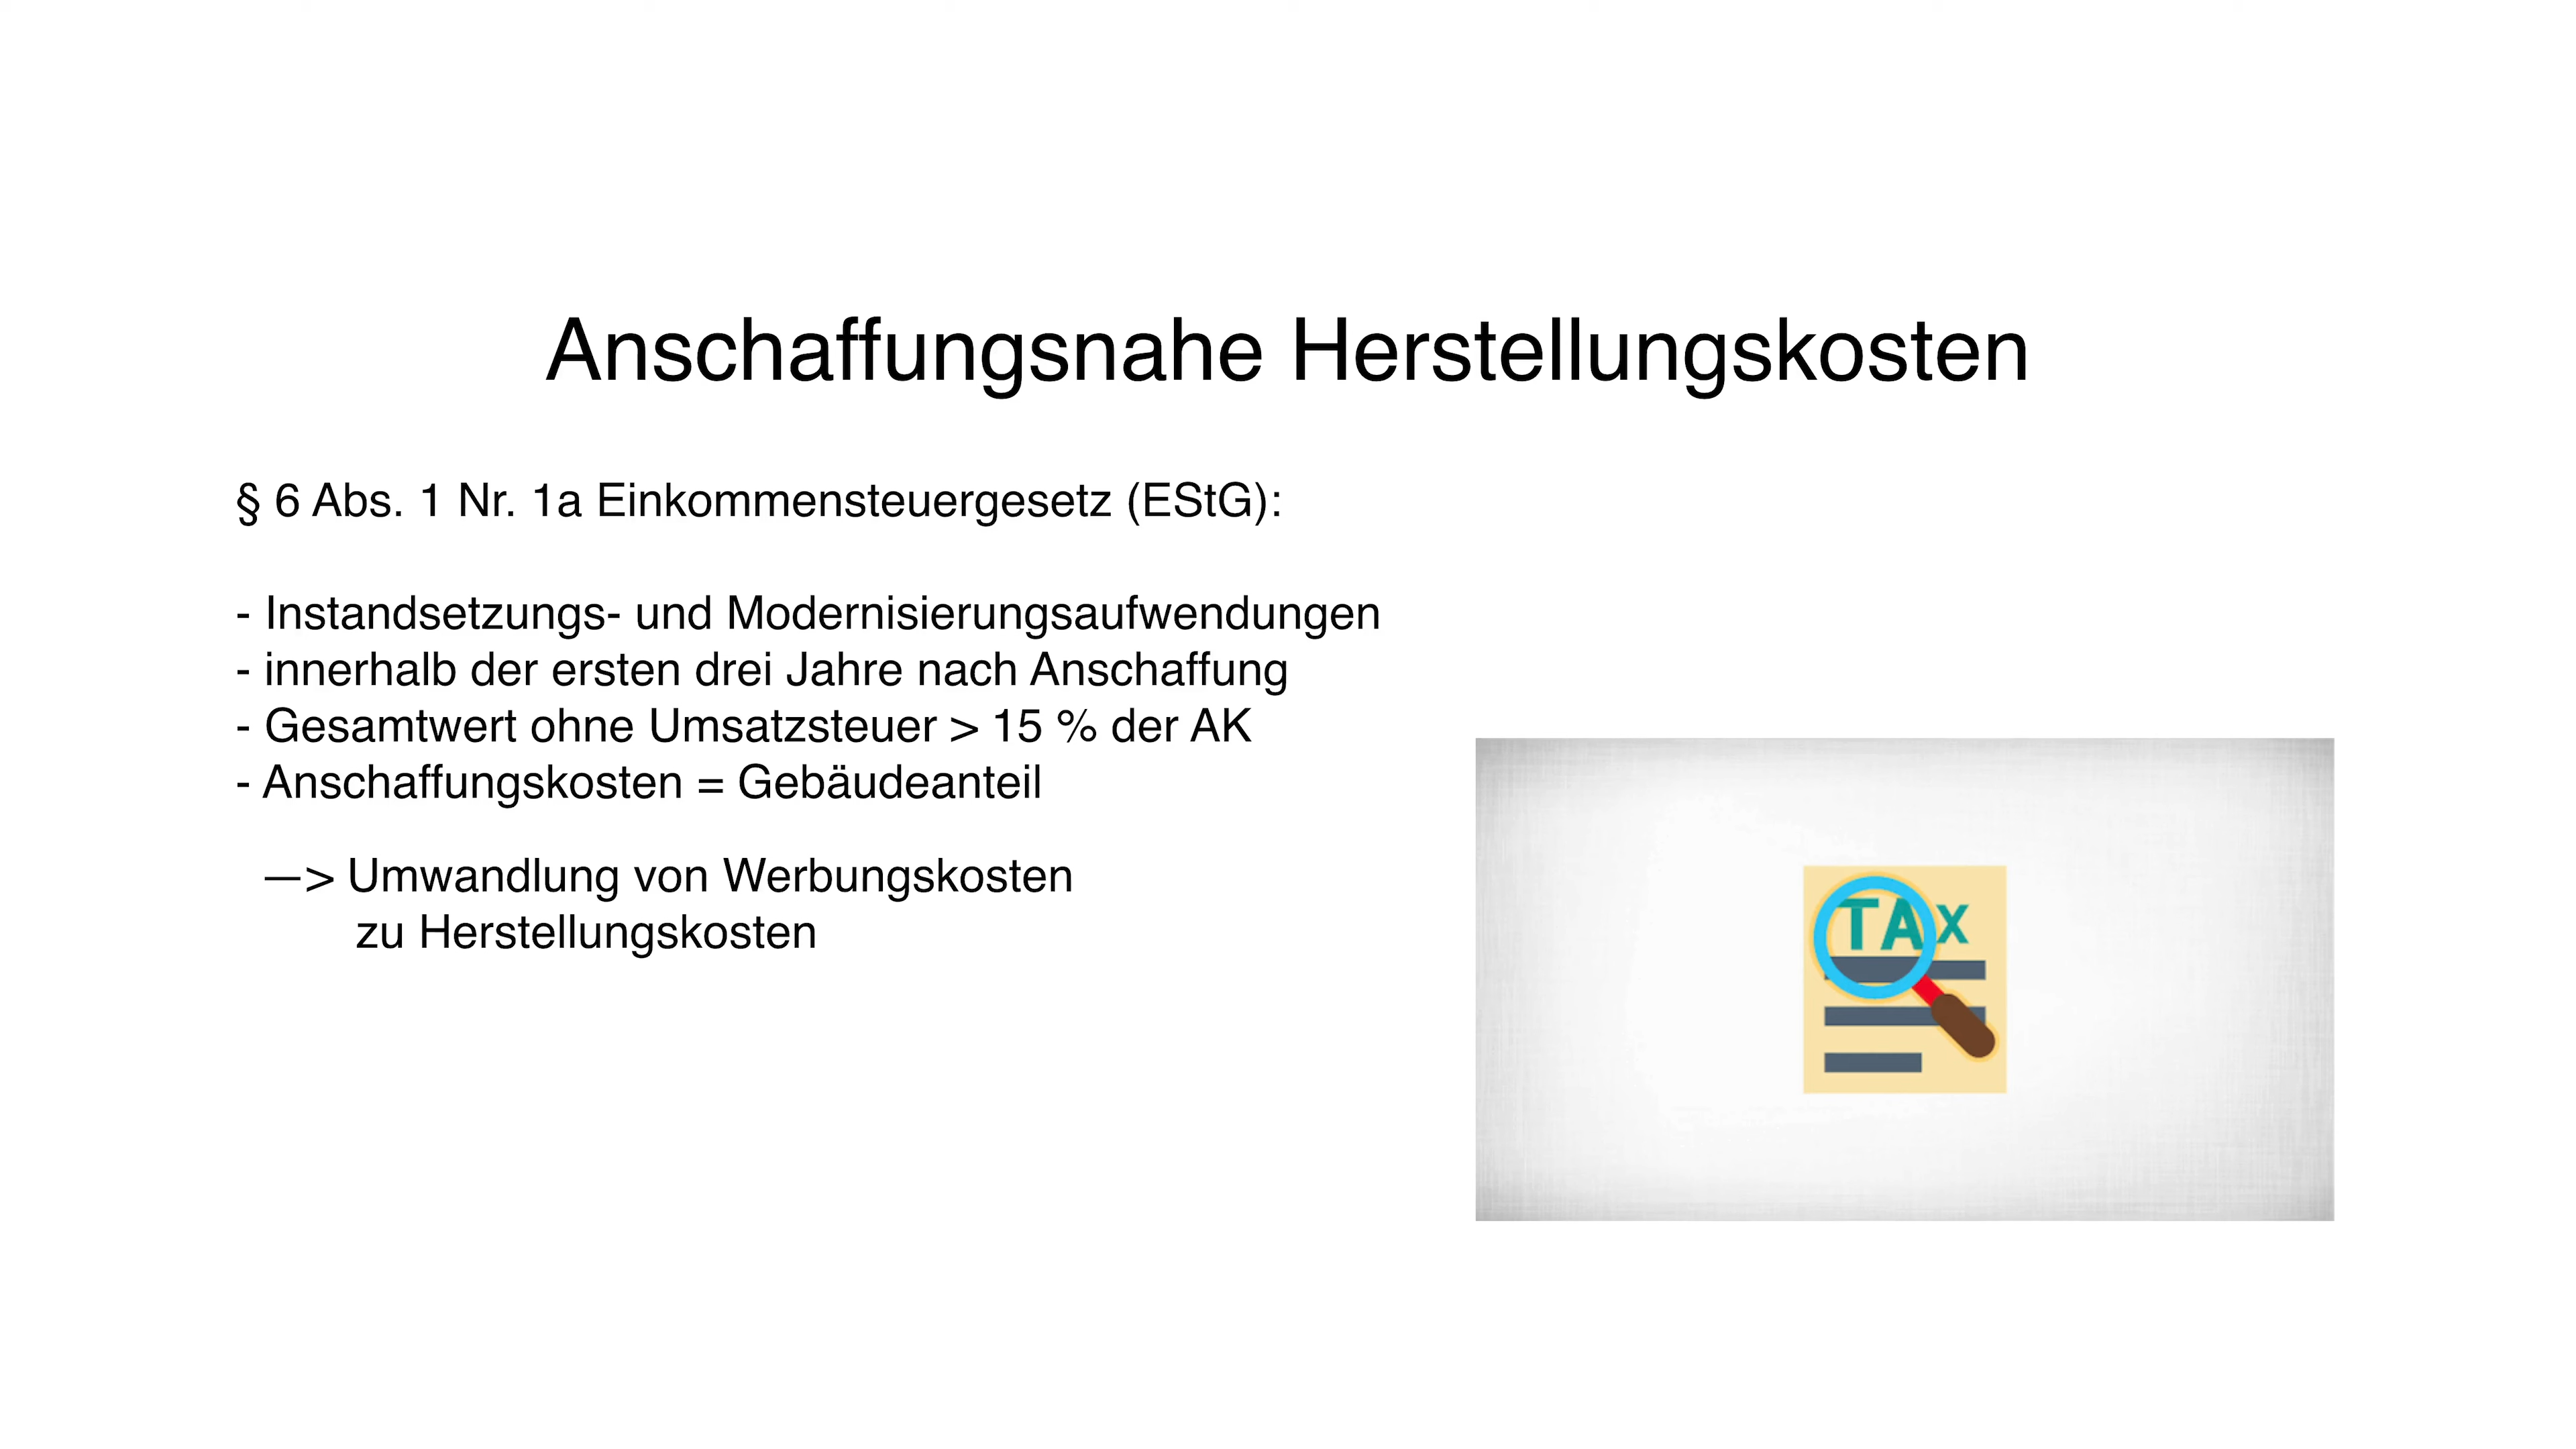 Anschaffungsnahe Herstellungskosten
§ 6 Abs. 1 Nr. 1a Einkommensteuergesetz (EStG):
- Instandsetzungs- und Modernisierungsaufwendungen
- innerhalb der ersten drei Jahre nach Anschaffung
- Gesamtwert ohne Umsatzsteuer > 15 % der AK
- Anschaffungskosten = Gebäudeanteil
—> Umwandlung von Werbungskosten
zu Herstellungskosten
TAX